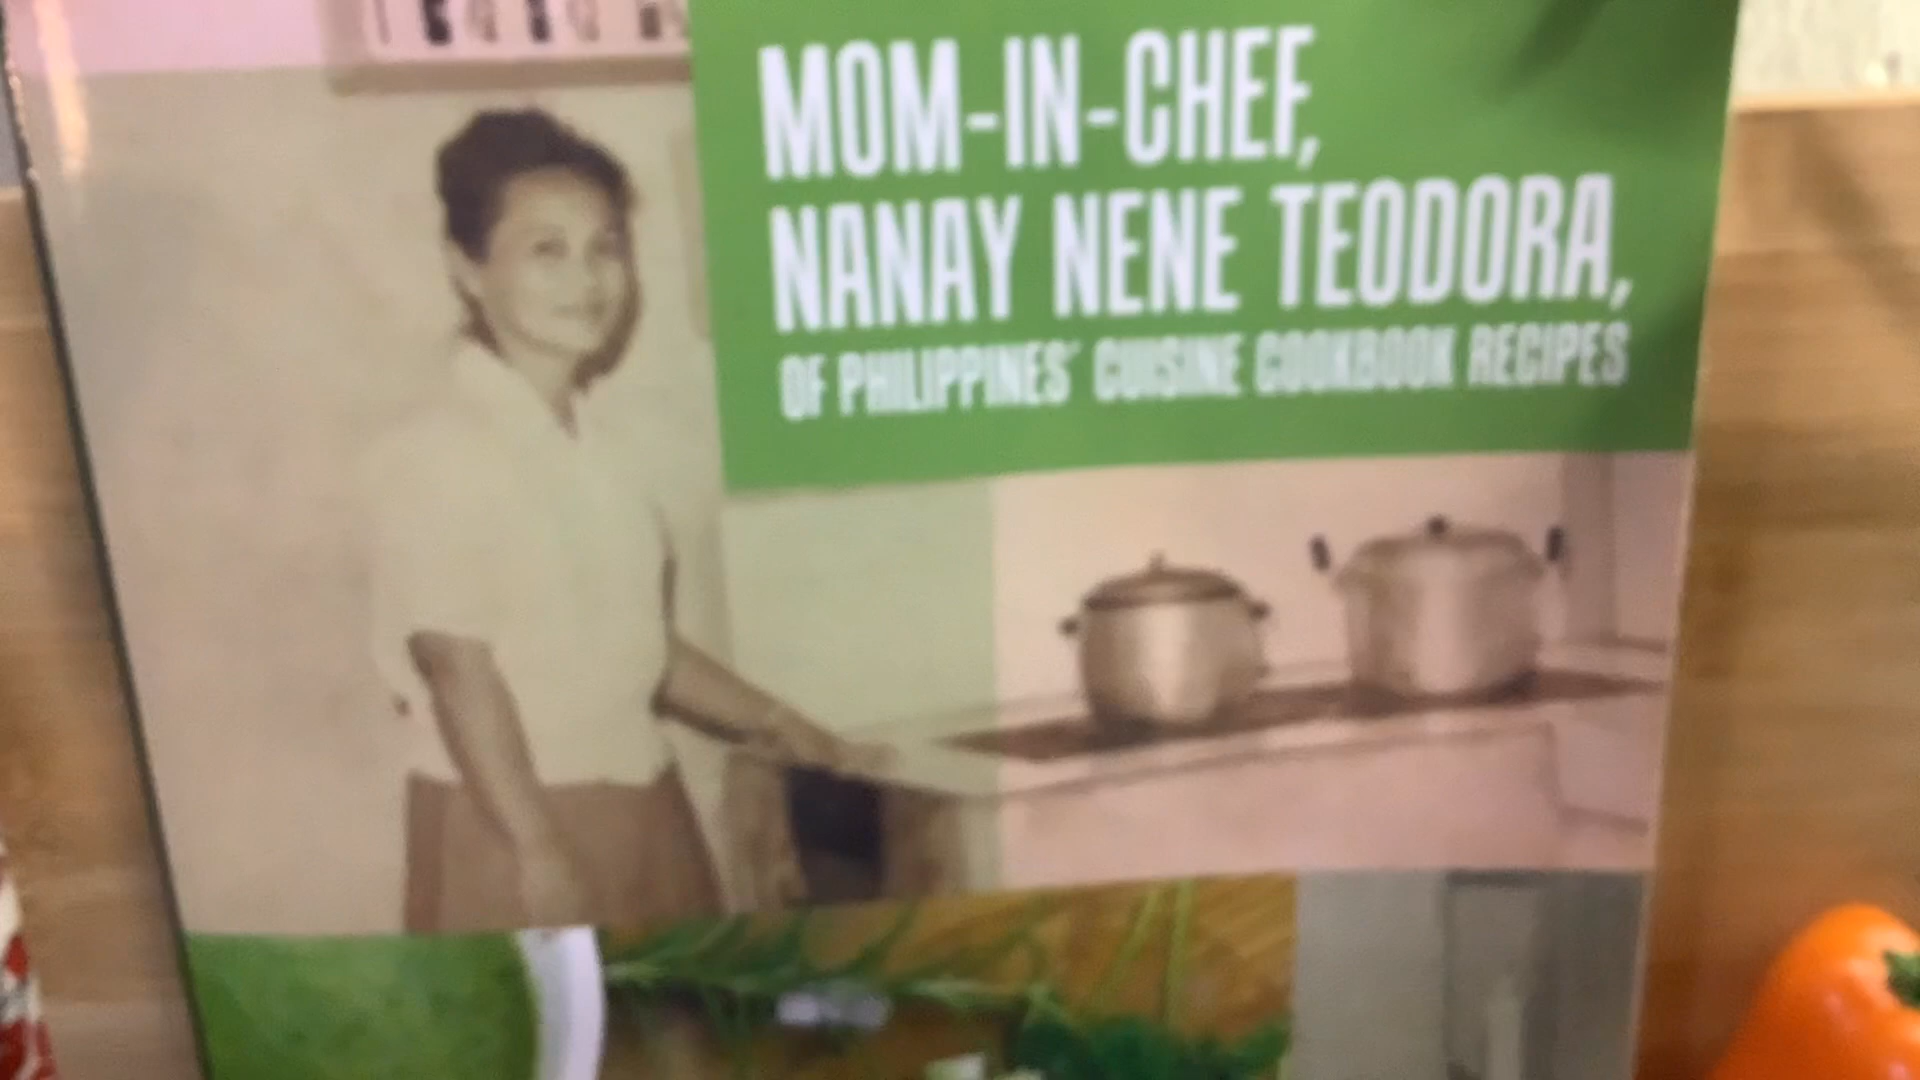 MOM-IN-CHEF,
NANAY NENE TEODORA,
OF PHILIPPINES' CUISINE COOKBOOK RECIPES